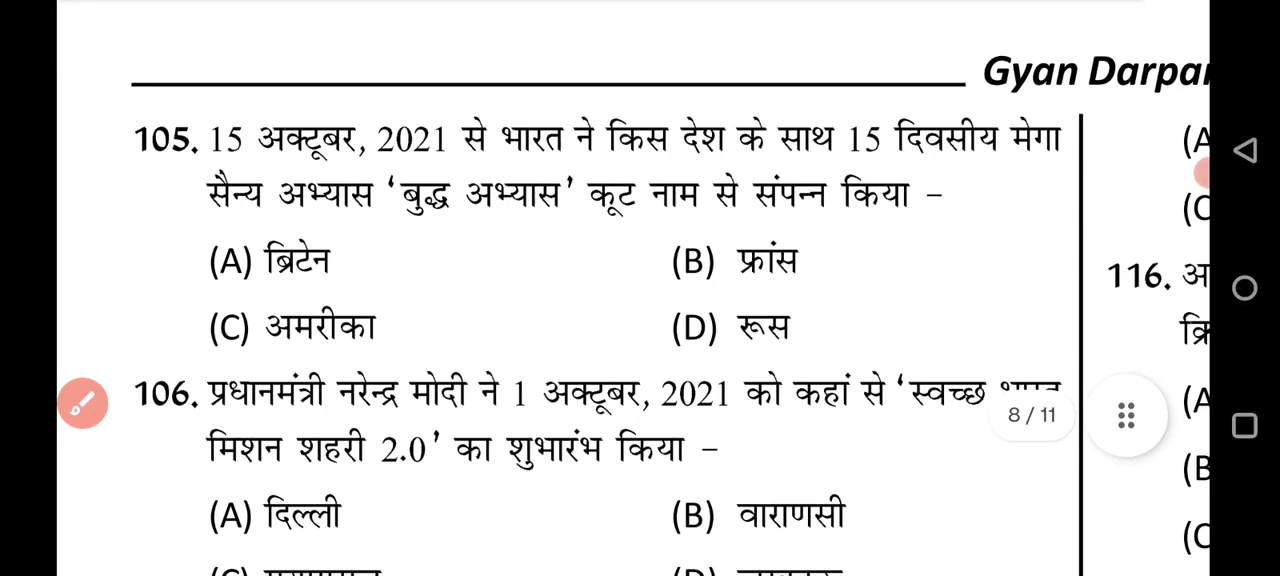 Gyan Darpa
105. 15 अक्टूबर, 2021 से भारत ने किस देश के साथ 15 दिवसीय मेगा
सैन्य अभ्यास ‘बुद्ध अभ्यास’ कूट नाम से संपन्न किया –
(A) ब्रिटेन
(B) फ्रांस
(C) अमरीका
(D) रूस
106. प्रधानमंत्री नरेन्द्र मोदी ने 1 अक्टूबर, 2021 को कहां से ‘स्वच्छ
मिशन शहरी 2.0’ का शुभारंभ किया –
(A) दिल्ली
(B) वाराणसी
(C)
(D)
8 / 11
(A
(C
116. अ
क्रि
(A
(B
(C